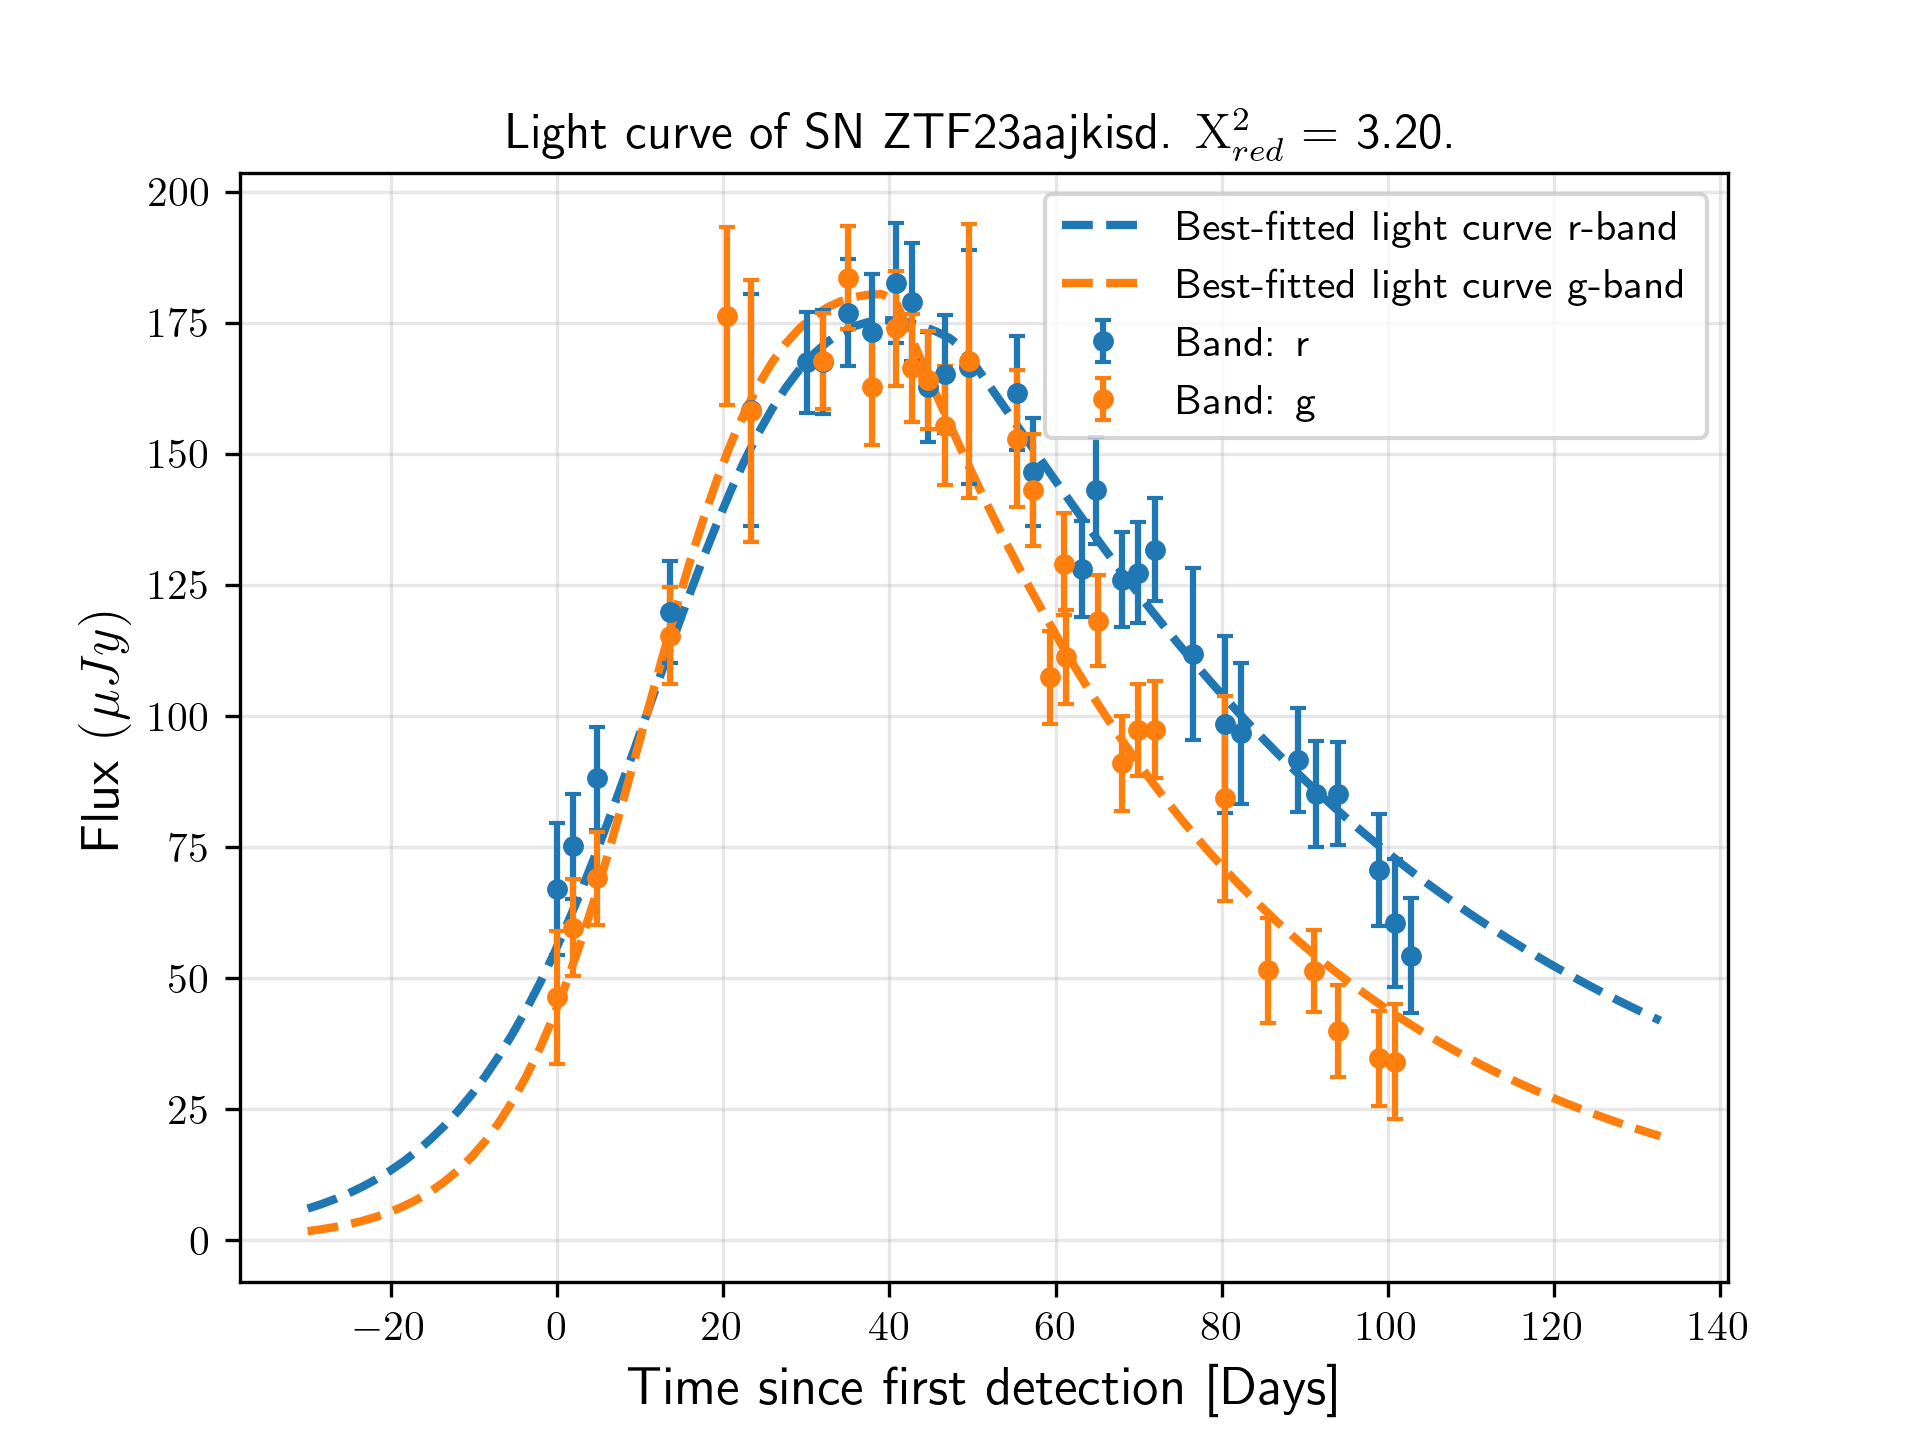 Light curve of SN ZTF23aajkisd. X²_red = 3.20.
Best-fitted light curve r-band
Best-fitted light curve g-band
Band: r
Band: g
200
175
150
125
100
75
50
25
0
Flux (μJy)
−20 0 20 40 60 80 100 120 140
Time since first detection [Days]